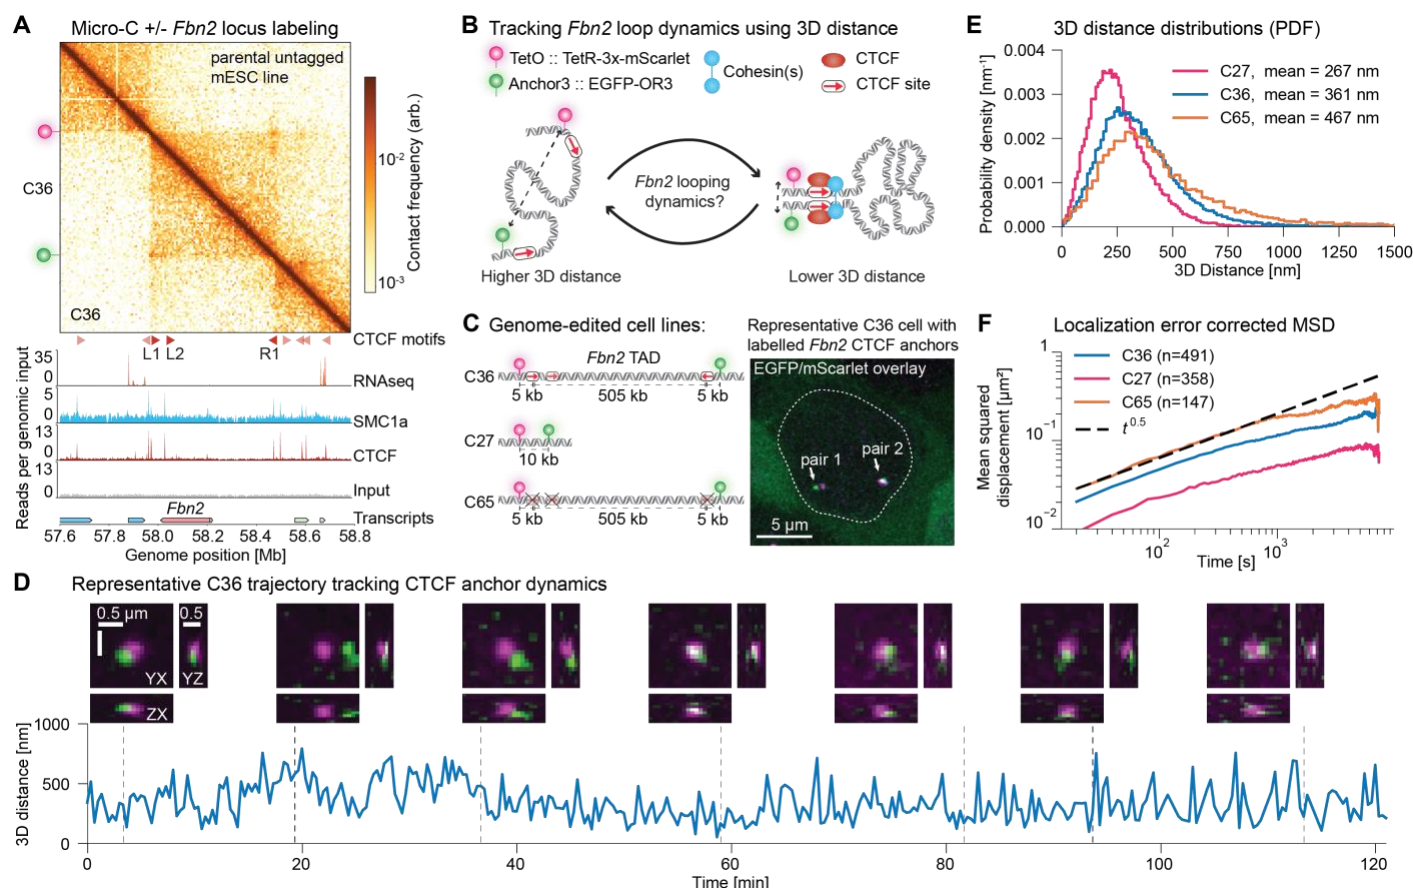 A Micro-C +/- Fbn2 locus labeling
parental untagged
mESC line
C36
C36
10⁻²
10⁻³
Contact frequency (arb.)
CTCF motifs
L1 L2 R1
35
0
RNAseq
5
0
SMC1a
13
0
CTCF
13
0
Input
Reads per genomic input
Fbn2
Transcripts
57.6 57.8 58.0 58.2 58.4 58.6 58.8
Genome position [Mb]
B Tracking Fbn2 loop dynamics using 3D distance
TetO :: TetR-3x-mScarlet
Anchor3 :: EGFP-OR3
Cohesin(s)
CTCF
CTCF site
Fbn2 looping
dynamics?
Higher 3D distance
Lower 3D distance
C Genome-edited cell lines:
Fbn2 TAD
C36
5 kb 505 kb 5 kb
C27
10 kb
C65
5 kb 505 kb 5 kb
Representative C36 cell with
labelled Fbn2 CTCF anchors
EGFP/mScarlet overlay
pair 1
pair 2
5 µm
E 3D distance distributions (PDF)
0.004
0.003
0.002
0.001
0.000
Probability density [nm⁻¹]
C27, mean = 267 nm
C36, mean = 361 nm
C65, mean = 467 nm
0 250 500 750 1000 1250 1500
3D Distance [nm]
F Localization error corrected MSD
1
10⁻¹
10⁻²
Mean squared
displacement [µm²]
C36 (n=491)
C27 (n=358)
C65 (n=147)
t⁰·⁵
10² 10³
Time [s]
D Representative C36 trajectory tracking CTCF anchor dynamics
0.5 µm
0.5
YX
YZ
ZX
1000
500
0
3D distance [nm]
0 20 40 60 80 100 120
Time [min]